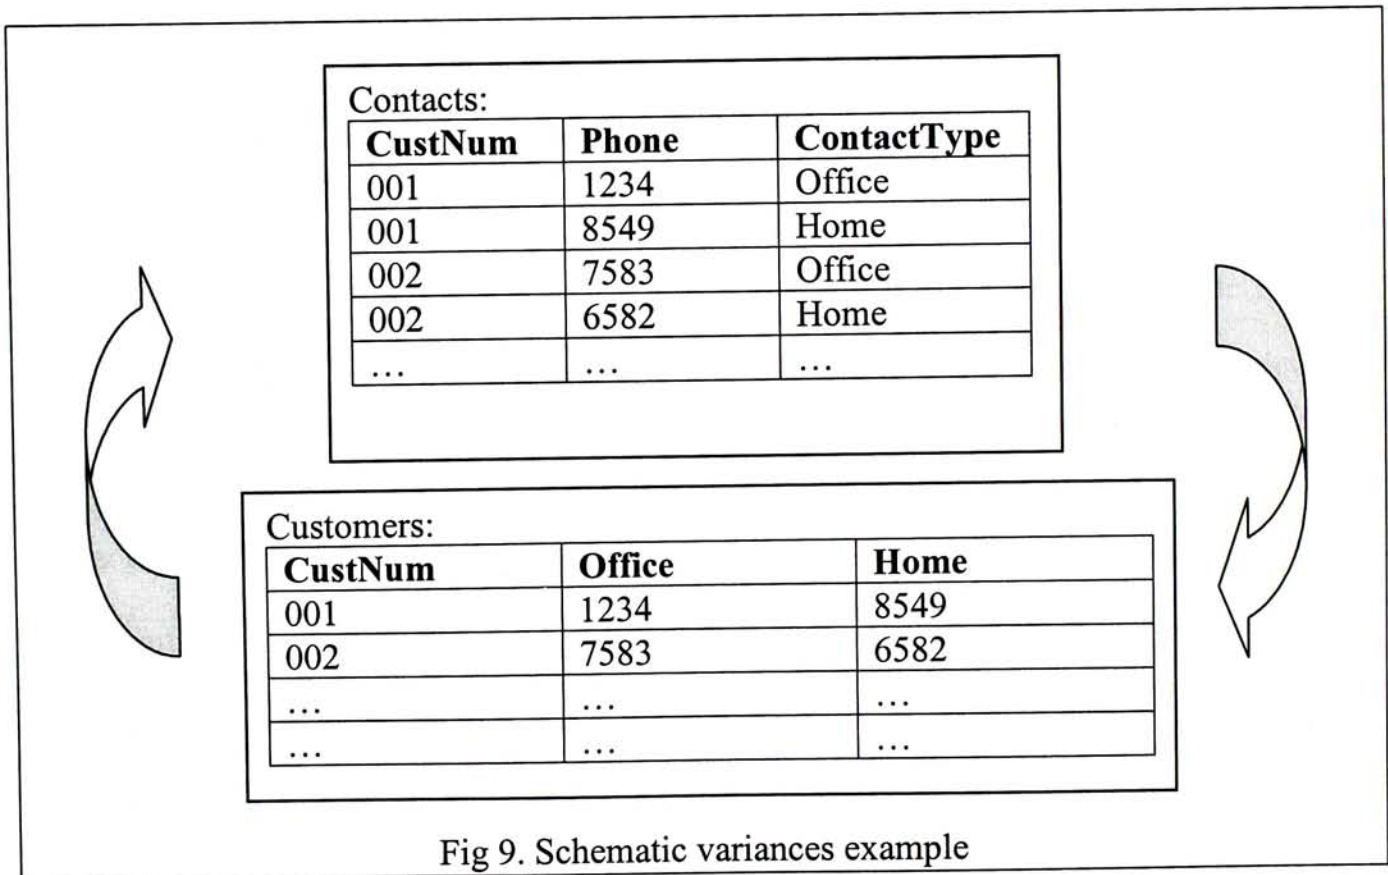 Contacts:
CustNum Phone ContactType
001 1234 Office
001 8549 Home
002 7583 Office
002 6582 Home
... ... ...
Customers:
CustNum Office Home
001 1234 8549
002 7583 6582
... ... ...
... ... ...
Fig 9. Schematic variances example